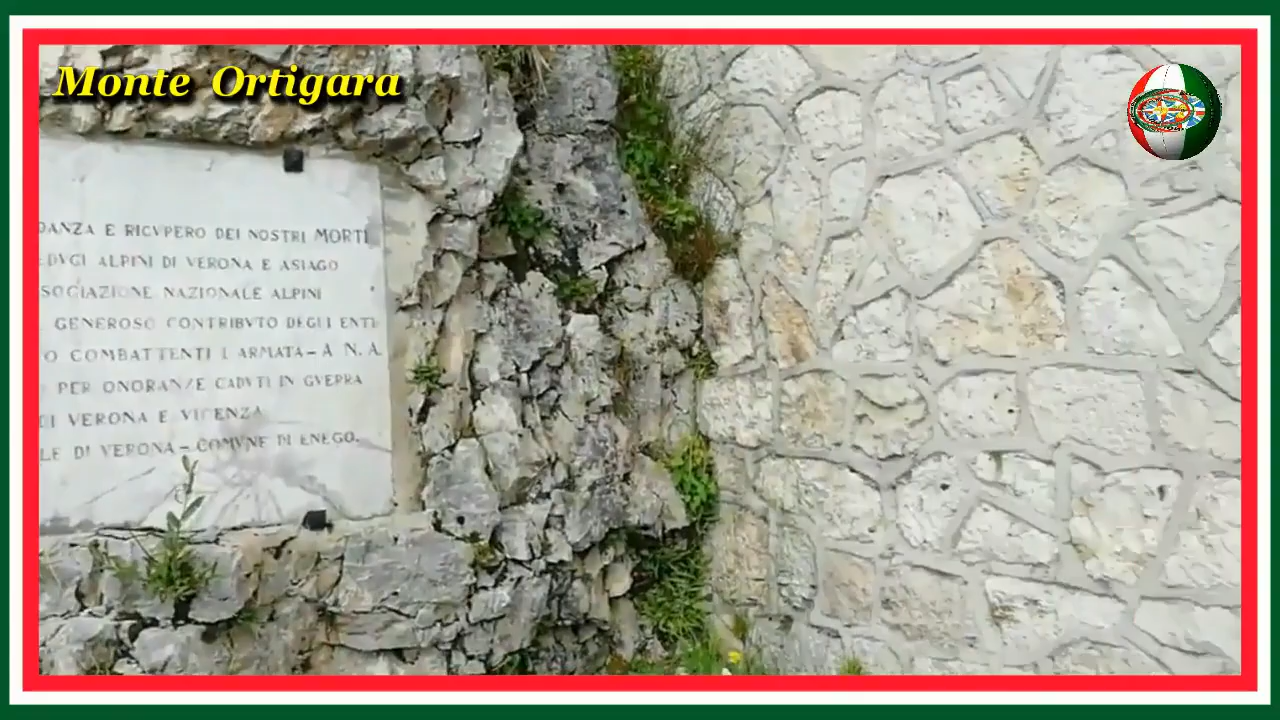 Monte Ortigara
DANZA E RICVPERO DEI NOSTRI MORTI
EDVCI ALPINI DI VERONA E ASIAGO
SOCIAZIONE NAZIONALE ALPINI
GENEROSO CONTRIBVTO DEGLI ENTI
O COMBATTENTI I ARMATA - A N. A.
PER ONORANZE CADVTI IN GVERRA
DI VERONA E VICENZA
LE DI VERONA - COMVNE DI ENEGO.